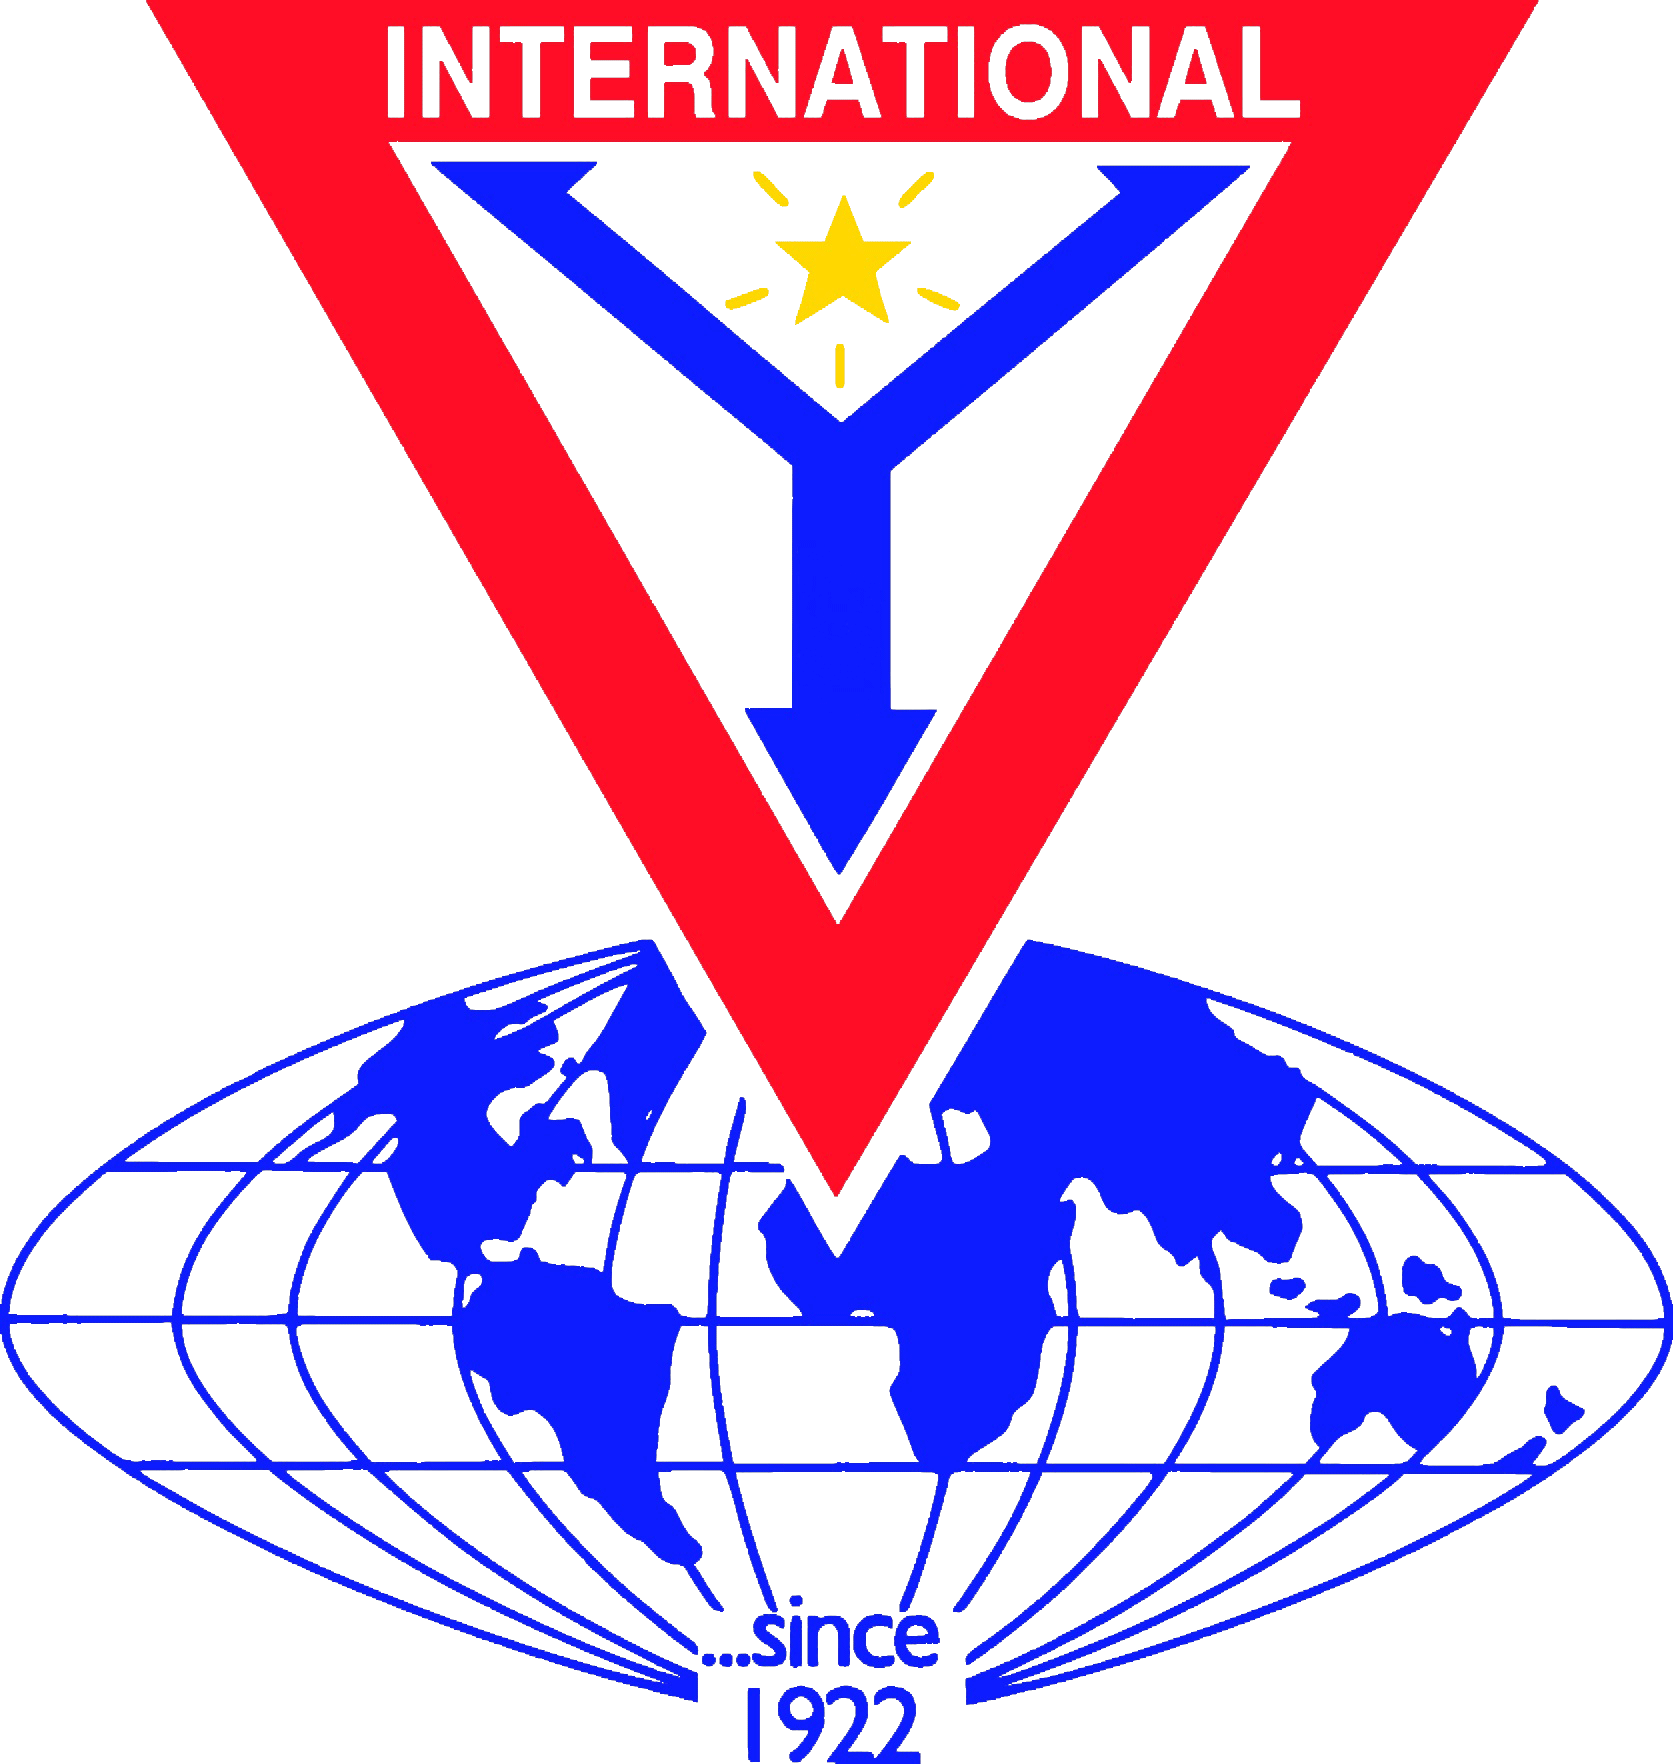 INTERNATIONAL
...since
1922